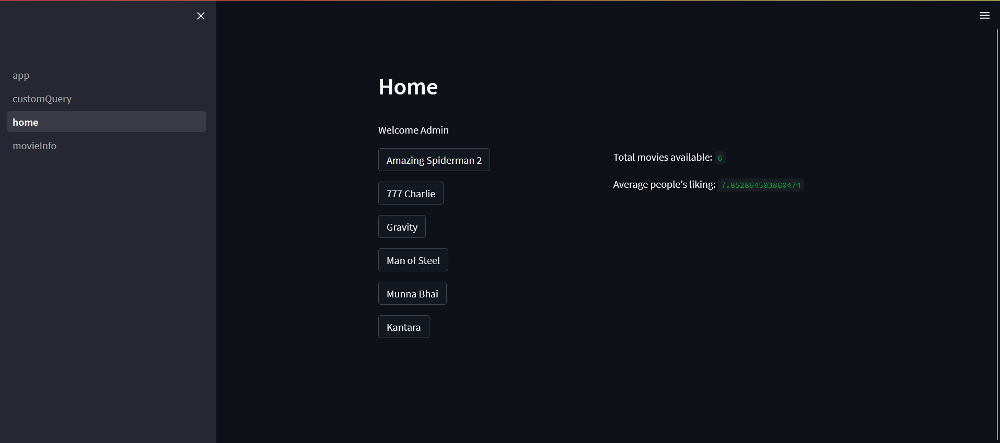 app
customQuery
home
movieInfo
Home
Welcome Admin
Amazing Spiderman 2
777 Charlie
Gravity
Man of Steel
Munna Bhai
Kantara
Total movies available: 6
Average people's liking: 7.852864503860474